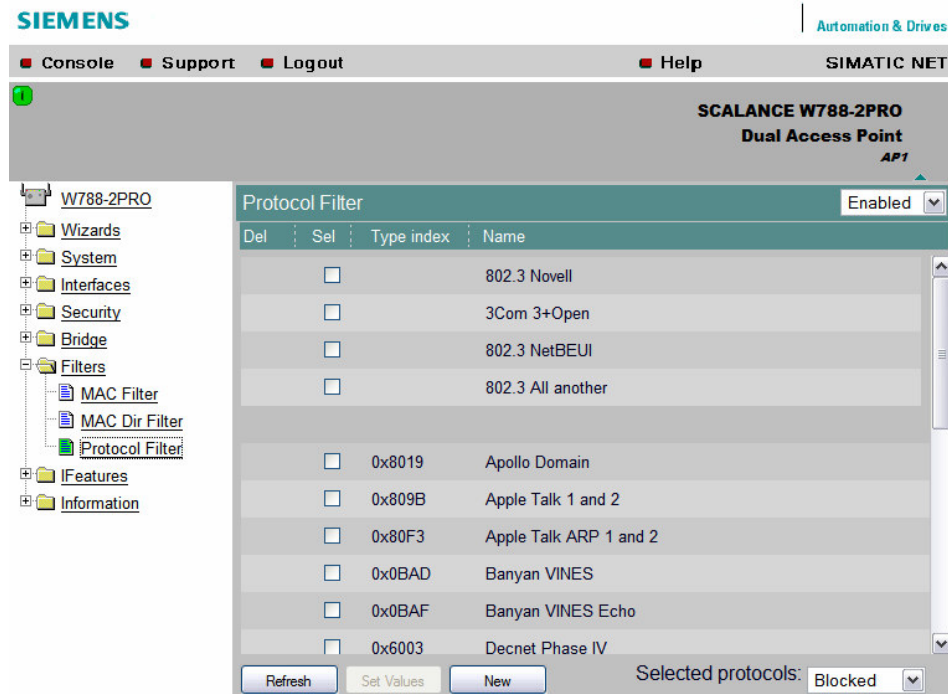 SIEMENS
Automation & Drives
Console Support Logout Help SIMATIC NET
SCALANCE W788-2PRO
Dual Access Point
AP1
W788-2PRO
Wizards
System
Interfaces
Security
Bridge
Filters
MAC Filter
MAC Dir Filter
Protocol Filter
IFeatures
Information
Protocol Filter Enabled
Del Sel Type index Name
802.3 Novell
3Com 3+Open
802.3 NetBEUI
802.3 All another
0x8019 Apollo Domain
0x809B Apple Talk 1 and 2
0x80F3 Apple Talk ARP 1 and 2
0x0BAD Banyan VINES
0x0BAF Banyan VINES Echo
0x6003 Decnet Phase IV
Refresh Set Values New Selected protocols: Blocked